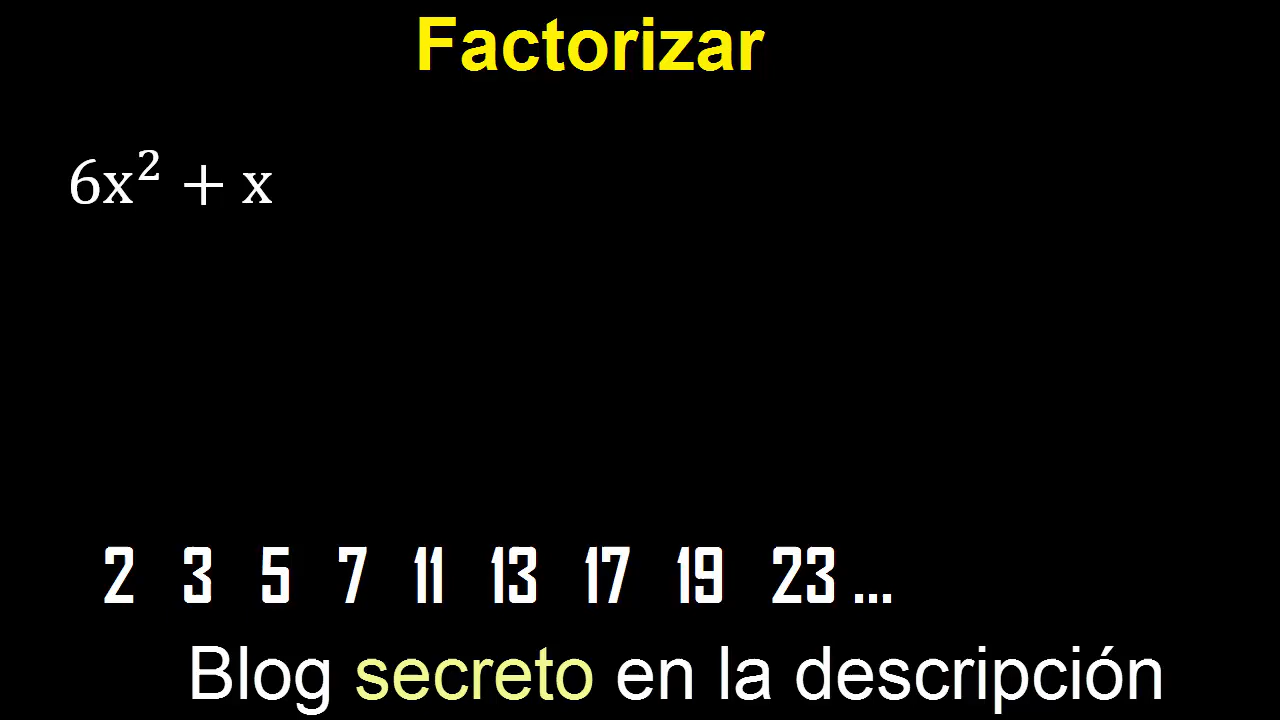 Factorizar
6x² + x
2 3 5 7 11 13 17 19 23 ...
Blog secreto en la descripción